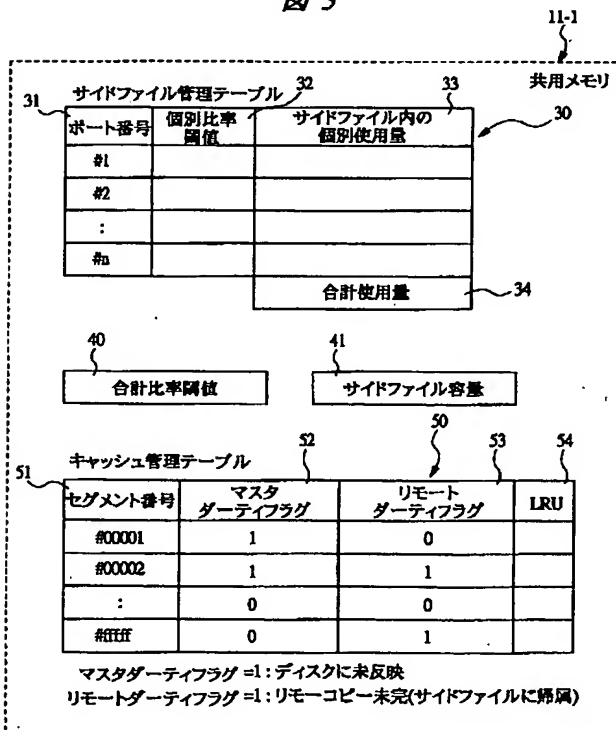 図 3
11-1
共用メモリ
サイドファイル管理テーブル
31
32
33
30
ポート番号 個別比率閾値 サイドファイル内の個別使用量
#1
#2
:
#n
合計使用量
34
40
41
合計比率閾値 サイドファイル容量
キャッシュ管理テーブル
51
52
50
53
54
セグメント番号 マスタダーティフラグ リモートダーティフラグ LRU
#00001 1 0
#00002 1 1
: 0 0
#fffff 0 1
マスタダーティフラグ =1:ディスクに未反映
リモートダーティフラグ =1:リモーコピー未完(サイドファイルに帰属)